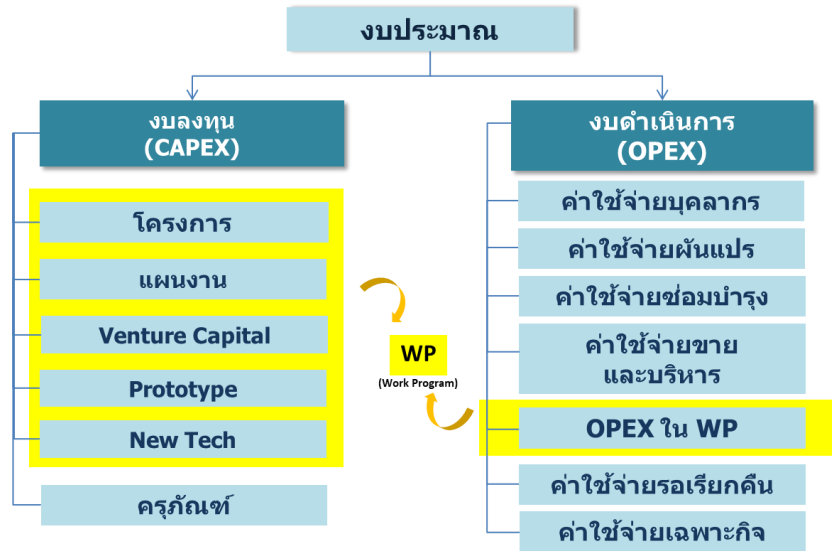 งบประมาณ
งบลงทุน
(CAPEX)
โครงการ
แผนงาน
Venture Capital
Prototype
New Tech
ครุภัณฑ์
WP
(Work Program)
งบดำเนินการ
(OPEX)
ค่าใช้จ่ายบุคลากร
ค่าใช้จ่ายผันแปร
ค่าใช้จ่ายซ่อมบำรุง
ค่าใช้จ่ายขาย
และบริหาร
OPEX ใน WP
ค่าใช้จ่ายรอเรียกคืน
ค่าใช้จ่ายเฉพาะกิจ